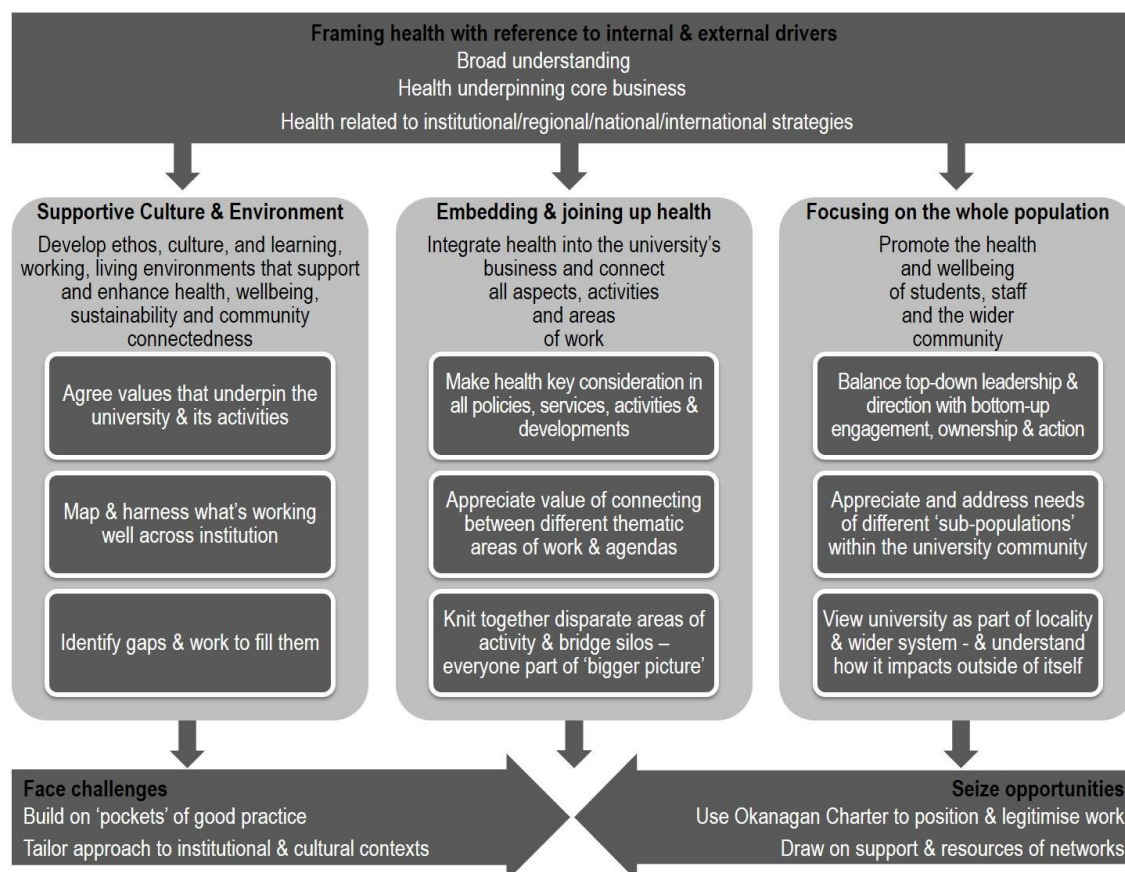 Framing health with reference to internal & external drivers
Broad understanding
Health underpinning core business
Health related to institutional/regional/national/international strategies
Supportive Culture & Environment
Develop ethos, culture, and learning,
working, living environments that support
and enhance health, wellbeing,
sustainability and community
connectedness
Agree values that underpin the
university & its activities
Map & harness what's working
well across institution
Identify gaps & work to fill them
Embedding & joining up health
Integrate health into the university's
business and connect
all aspects, activities
and areas
of work
Make health key consideration in
all policies, services, activities &
developments
Appreciate value of connecting
between different thematic
areas of work & agendas
Knit together disparate areas of
activity & bridge silos –
everyone part of 'bigger picture'
Focusing on the whole population
Promote the health
and wellbeing
of students, staff
and the wider
community
Balance top-down leadership &
direction with bottom-up
engagement, ownership & action
Appreciate and address needs
of different 'sub-populations'
within the university community
View university as part of locality
& wider system - & understand
how it impacts outside of itself
Face challenges
Build on 'pockets' of good practice
Tailor approach to institutional & cultural contexts
Seize opportunities
Use Okanagan Charter to position & legitimise work
Draw on support & resources of networks